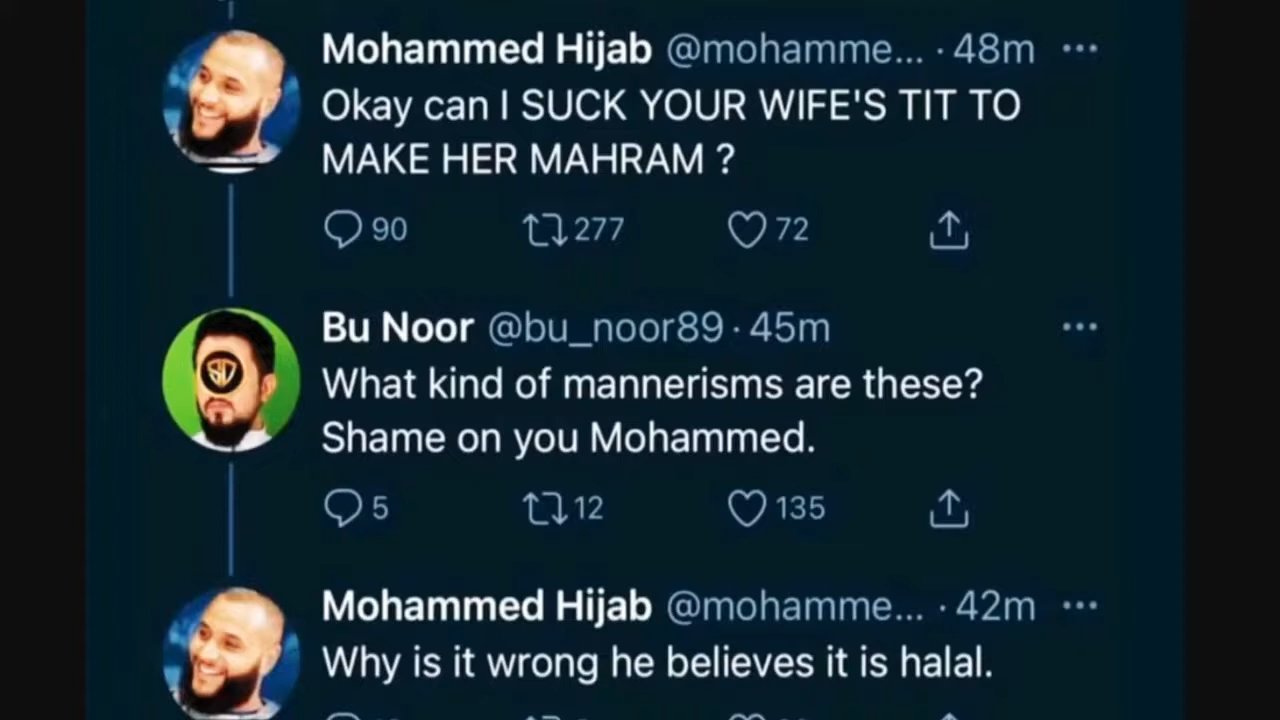 Mohammed Hijab @mohamme... · 48m
Okay can I SUCK YOUR WIFE'S TIT TO
MAKE HER MAHRAM ?
90 277 72
Bu Noor @bu_noor89 · 45m
What kind of mannerisms are these?
Shame on you Mohammed.
5 12 135
Mohammed Hijab @mohamme... · 42m
Why is it wrong he believes it is halal.